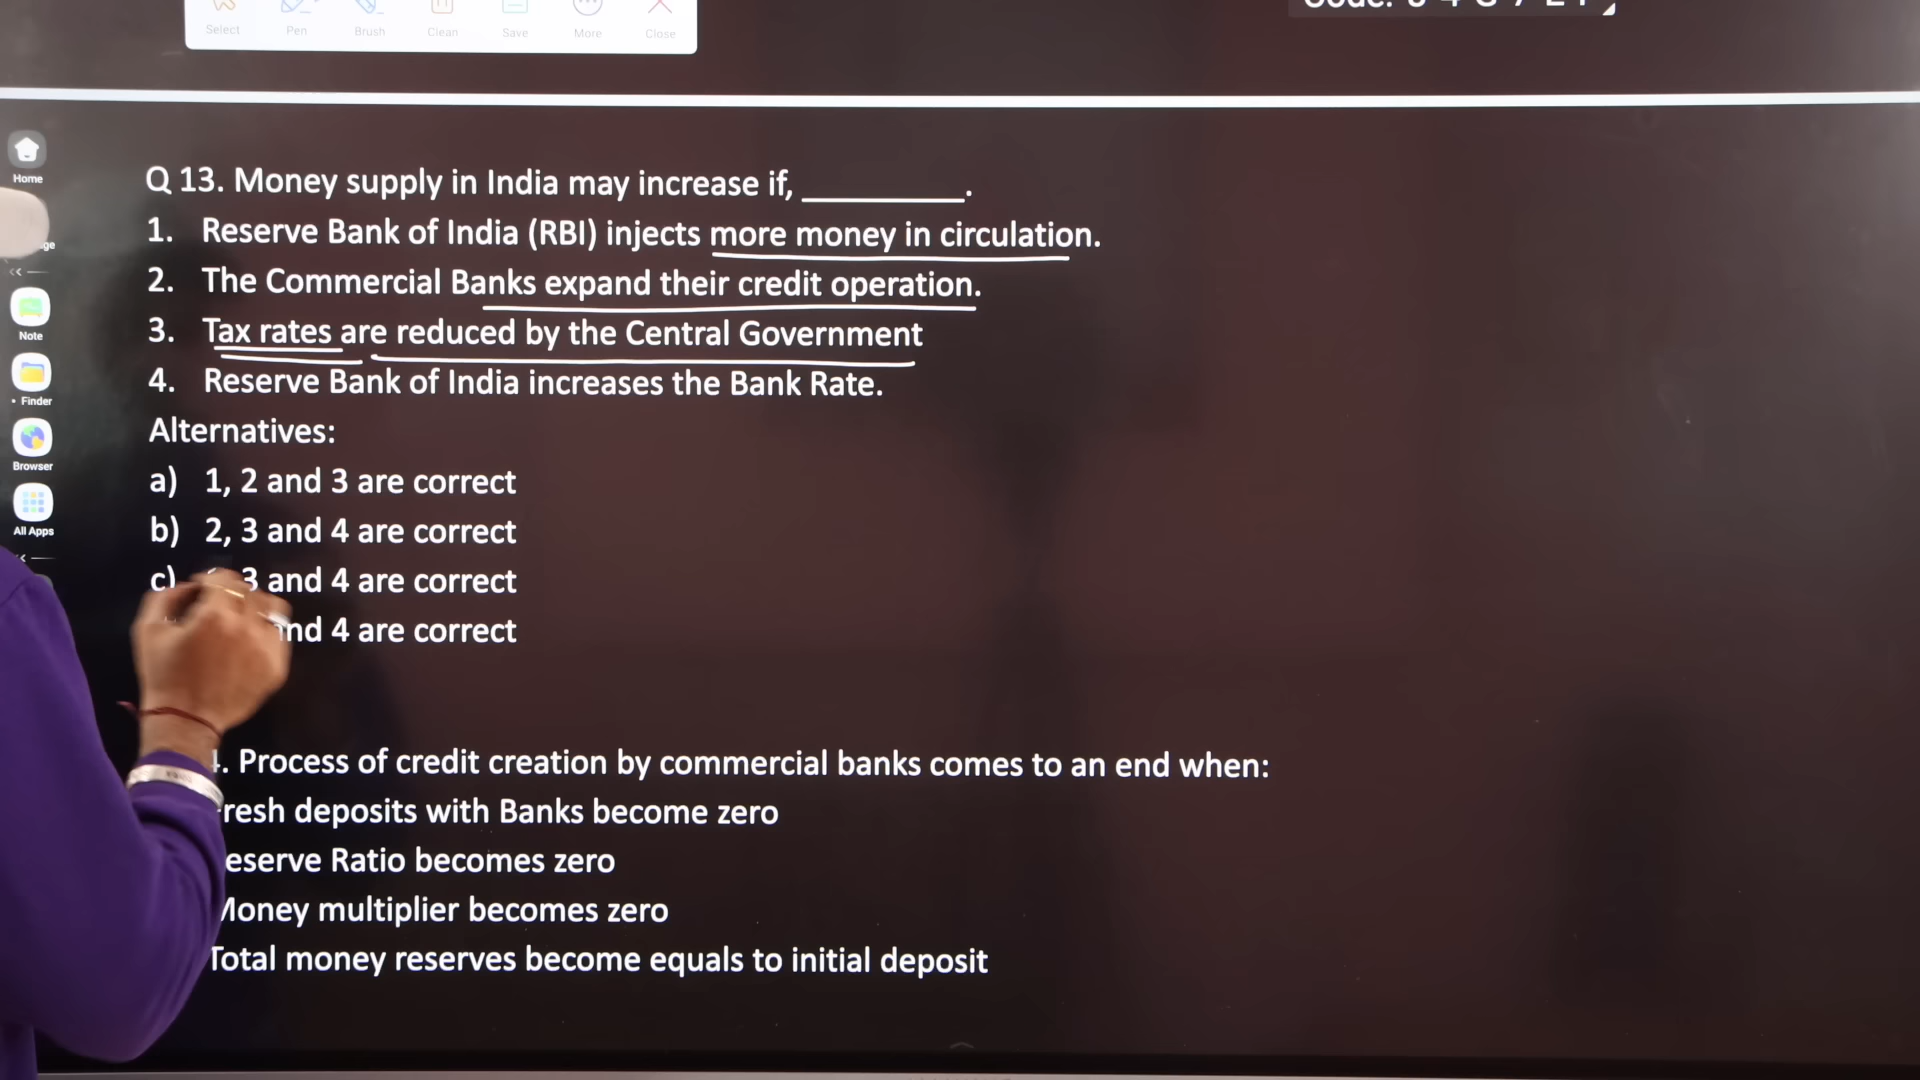 Select Pen Brush Clean Save More Close
Home
Note
Finder
Browser
All Apps
Q 13. Money supply in India may increase if, __________.
1. Reserve Bank of India (RBI) injects more money in circulation.
2. The Commercial Banks expand their credit operation.
3. Tax rates are reduced by the Central Government
4. Reserve Bank of India increases the Bank Rate.
Alternatives:
a) 1, 2 and 3 are correct
b) 2, 3 and 4 are correct
c) 3 and 4 are correct
and 4 are correct
. Process of credit creation by commercial banks comes to an end when:
resh deposits with Banks become zero
eserve Ratio becomes zero
Money multiplier becomes zero
Total money reserves become equals to initial deposit